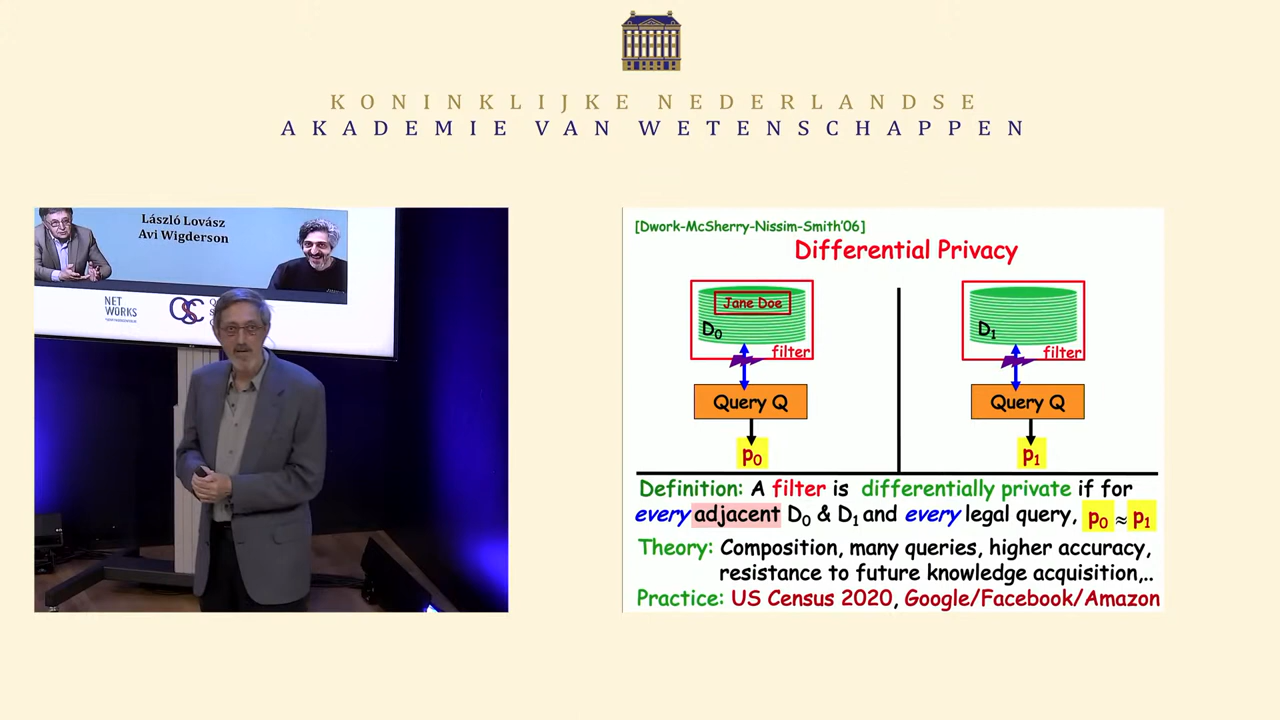 KONINKLIJKE NEDERLANDSE
AKADEMIE VAN WETENSCHAPPEN
László Lovász
Avi Wigderson
NET
WORKS
QSC
[Dwork-McSherry-Nissim-Smith'06]
Differential Privacy
Jane Doe
D0
filter
Query Q
p0
D1
filter
Query Q
p1
Definition: A filter is differentially private if for
every adjacent D0 & D1 and every legal query, p0 ≈ p1
Theory: Composition, many queries, higher accuracy,
resistance to future knowledge acquisition,..
Practice: US Census 2020, Google/Facebook/Amazon